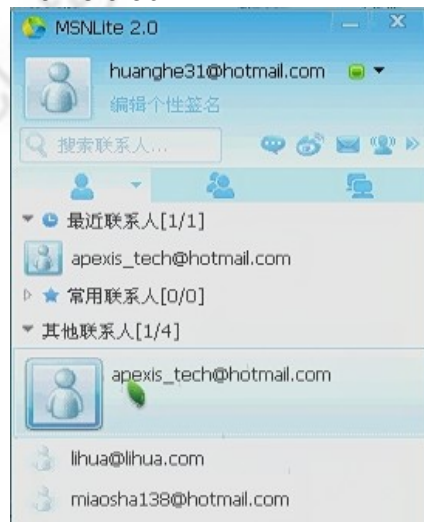 MSNLite 2.0
huanghe31@hotmail.com
编辑个性签名
搜索联系人...
最近联系人[1/1]
apexis_tech@hotmail.com
常用联系人[0/0]
其他联系人[1/4]
apexis_tech@hotmail.com
lihua@lihua.com
miaosha138@hotmail.com